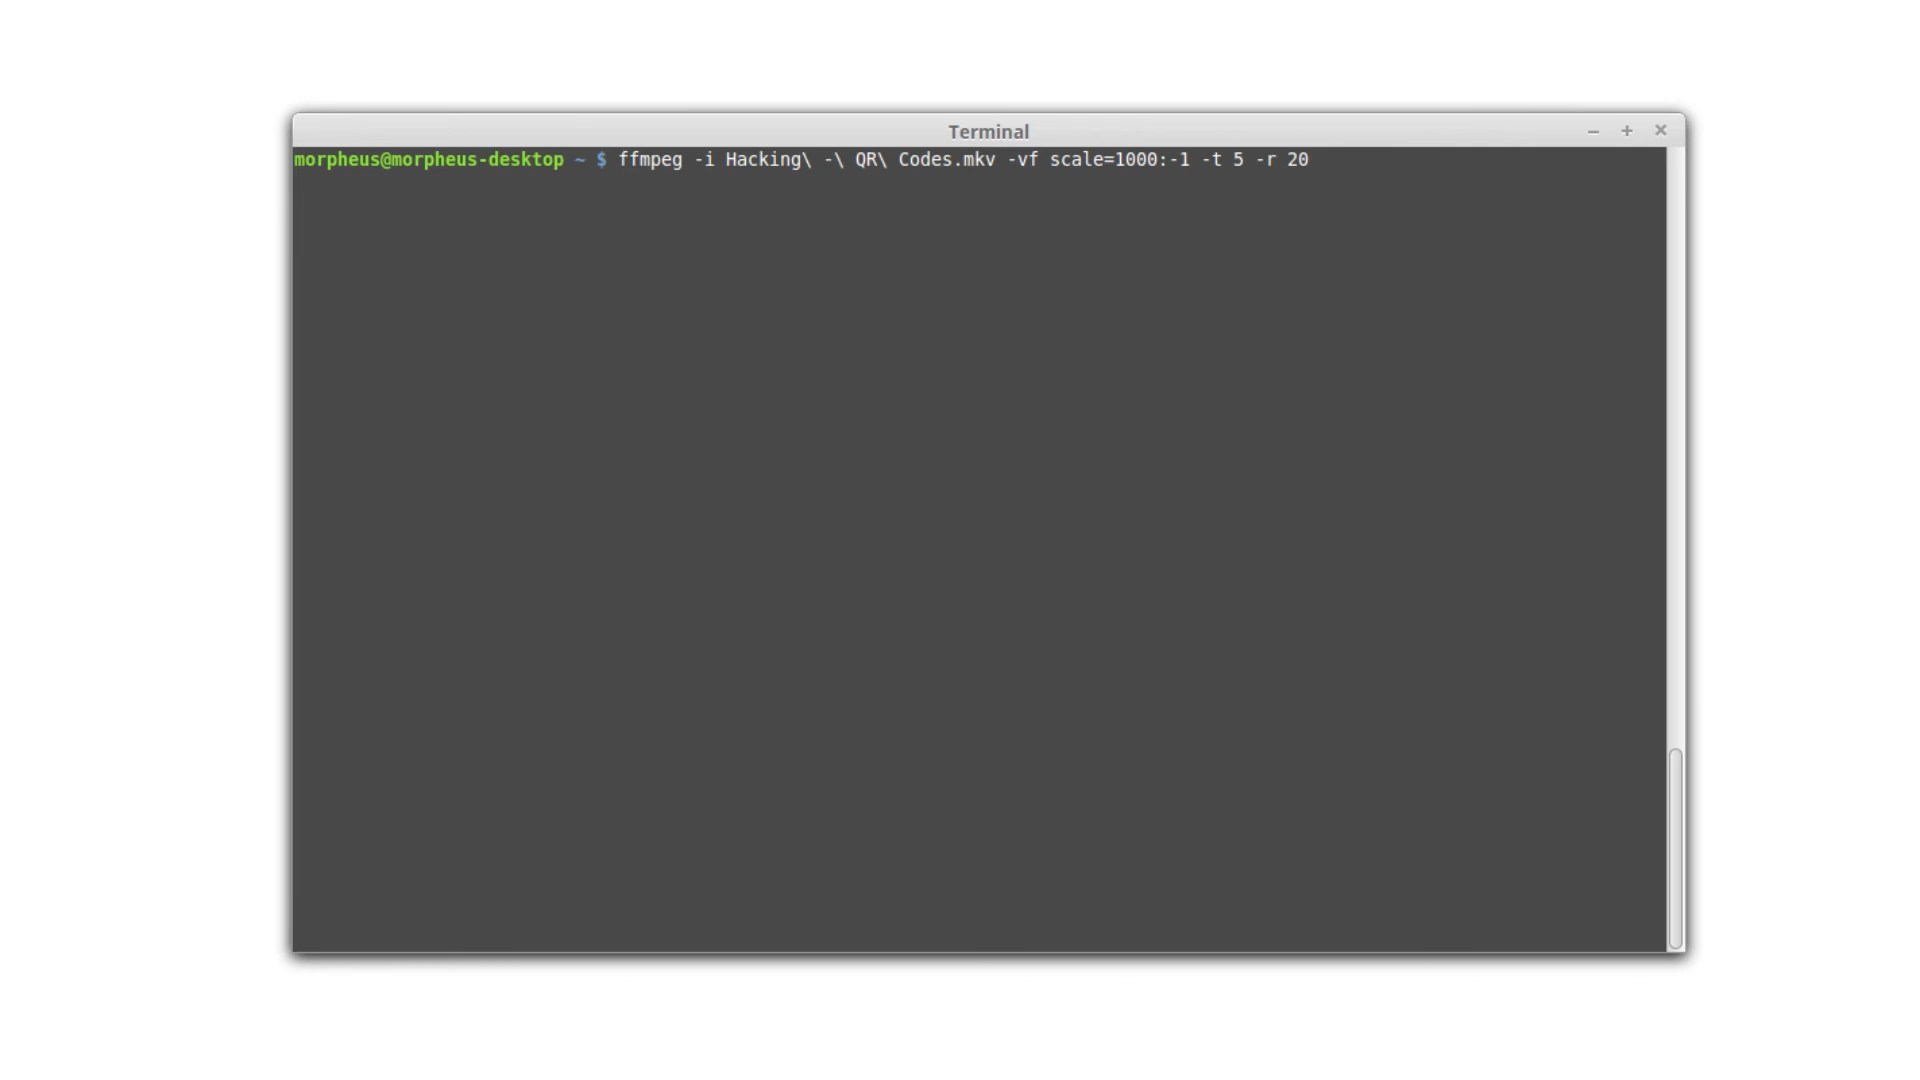 Terminal
morpheus@morpheus-desktop ~ $ ffmpeg -i Hacking\ -\ QR\ Codes.mkv -vf scale=1000:-1 -t 5 -r 20